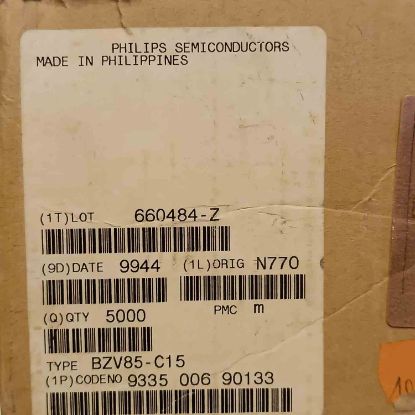 PHILIPS SEMICONDUCTORS
MADE IN PHILIPPINES
(1T)LOT 660484-Z
(9D)DATE 9944 (1L)ORIG N770
(Q)QTY 5000 PMC m
TYPE BZV85-C15
(1P)CODENO 9335 006 90133
10